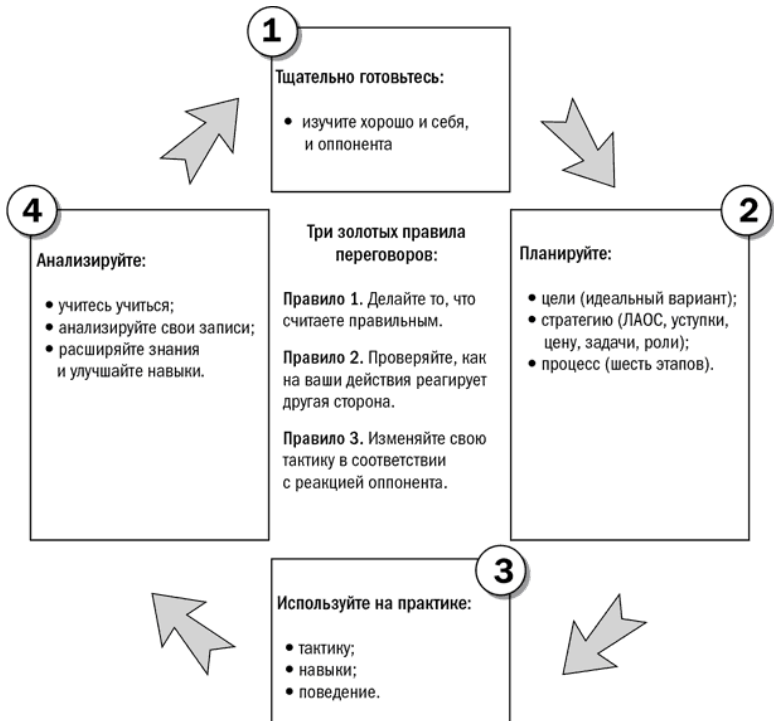 1
Тщательно готовьтесь:
• изучите хорошо и себя,
и оппонента
2
Планируйте:
• цели (идеальный вариант);
• стратегию (ЛАОС, уступки,
цену, задачи, роли);
• процесс (шесть этапов).
3
Используйте на практике:
• тактику;
• навыки;
• поведение.
4
Анализируйте:
• учитесь учиться;
• анализируйте свои записи;
• расширяйте знания
и улучшайте навыки.
Три золотых правила
переговоров:
Правило 1. Делайте то, что
считаете правильным.
Правило 2. Проверяйте, как
на ваши действия реагирует
другая сторона.
Правило 3. Изменяйте свою
тактику в соответствии
с реакцией оппонента.